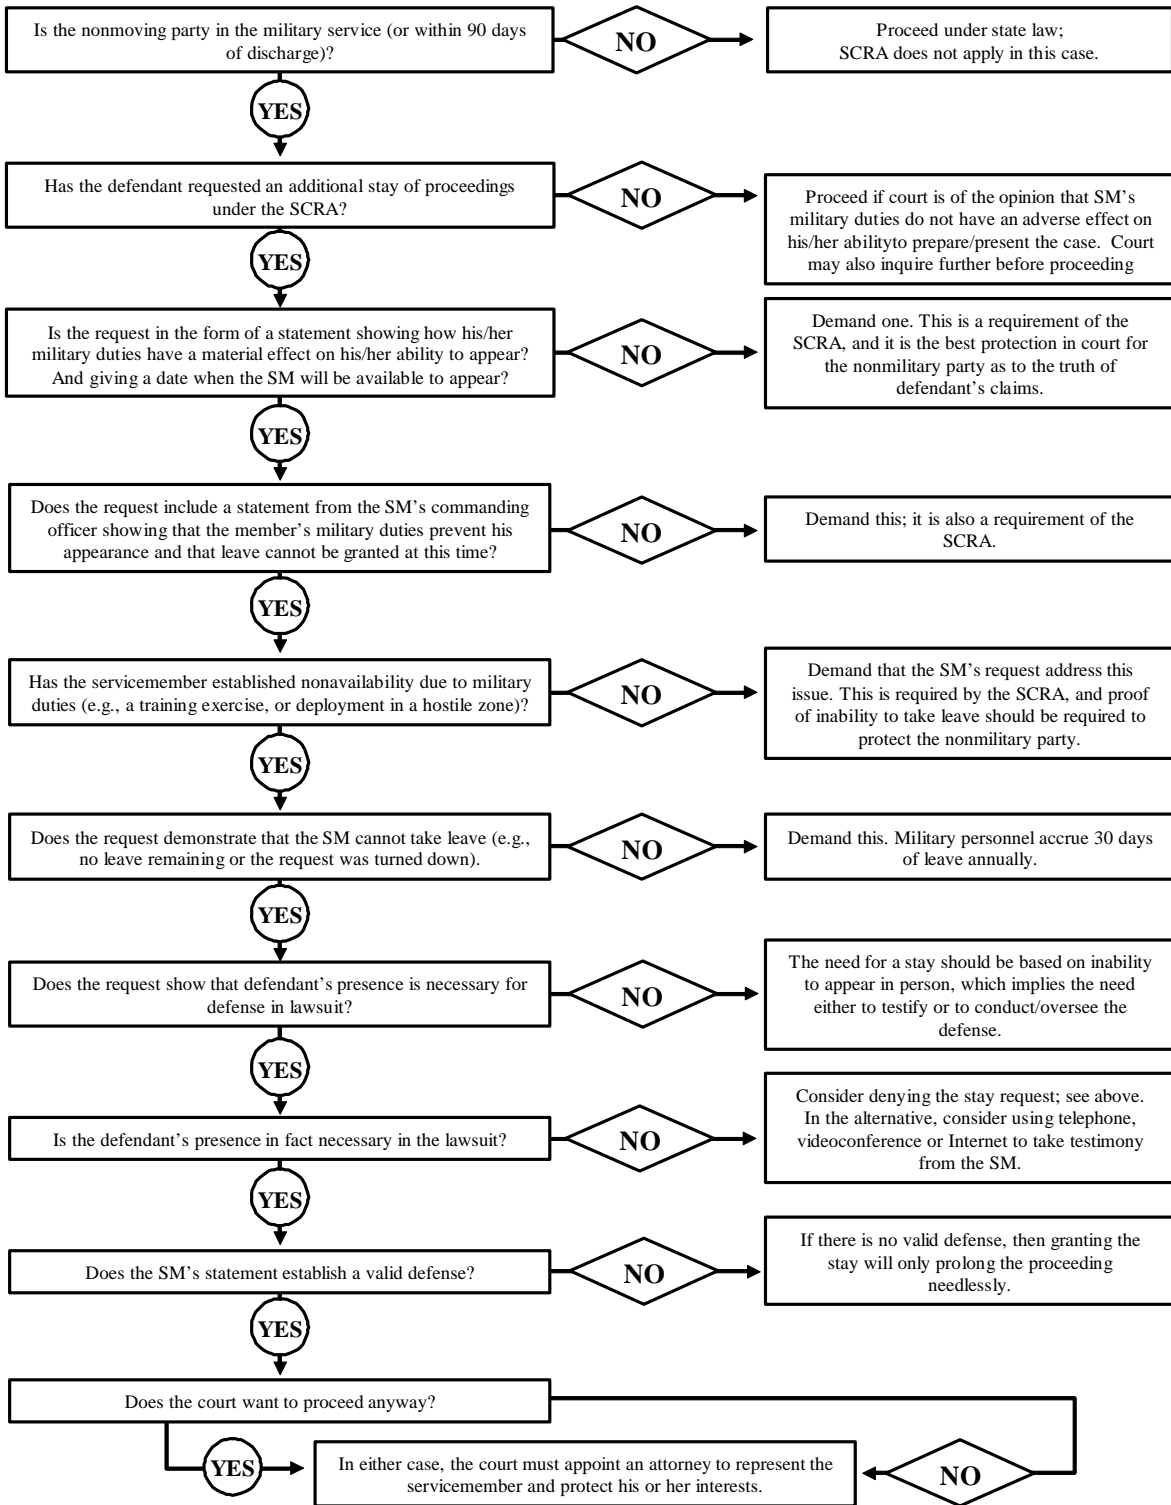 Is the nonmoving party in the military service (or within 90 days
of discharge)?
NO
Proceed under state law;
SCRA does not apply in this case.
YES
Has the defendant requested an additional stay of proceedings
under the SCRA?
NO
Proceed if court is of the opinion that SM's
military duties do not have an adverse effect on
his/her abilityto prepare/present the case. Court
may also inquire further before proceeding
YES
Is the request in the form of a statement showing how his/her
military duties have a material effect on his/her ability to appear?
And giving a date when the SM will be available to appear?
NO
Demand one. This is a requirement of the
SCRA, and it is the best protection in court for
the nonmilitary party as to the truth of
defendant's claims.
YES
Does the request include a statement from the SM's commanding
officer showing that the member's military duties prevent his
appearance and that leave cannot be granted at this time?
NO
Demand this; it is also a requirement of the
SCRA.
YES
Has the servicemember established nonavailability due to military
duties (e.g., a training exercise, or deployment in a hostile zone)?
NO
Demand that the SM's request address this
issue. This is required by the SCRA, and proof
of inability to take leave should be required to
protect the nonmilitary party.
YES
Does the request demonstrate that the SM cannot take leave (e.g.,
no leave remaining or the request was turned down).
NO
Demand this. Military personnel accrue 30 days
of leave annually.
YES
Does the request show that defendant's presence is necessary for
defense in lawsuit?
NO
The need for a stay should be based on inability
to appear in person, which implies the need
either to testify or to conduct/oversee the
defense.
YES
Is the defendant's presence in fact necessary in the lawsuit?
NO
Consider denying the stay request; see above.
In the alternative, consider using telephone,
videoconference or Internet to take testimony
from the SM.
YES
Does the SM's statement establish a valid defense?
NO
If there is no valid defense, then granting the
stay will only prolong the proceeding
needlessly.
YES
Does the court want to proceed anyway?
YES
In either case, the court must appoint an attorney to represent the
servicemember and protect his or her interests.
NO